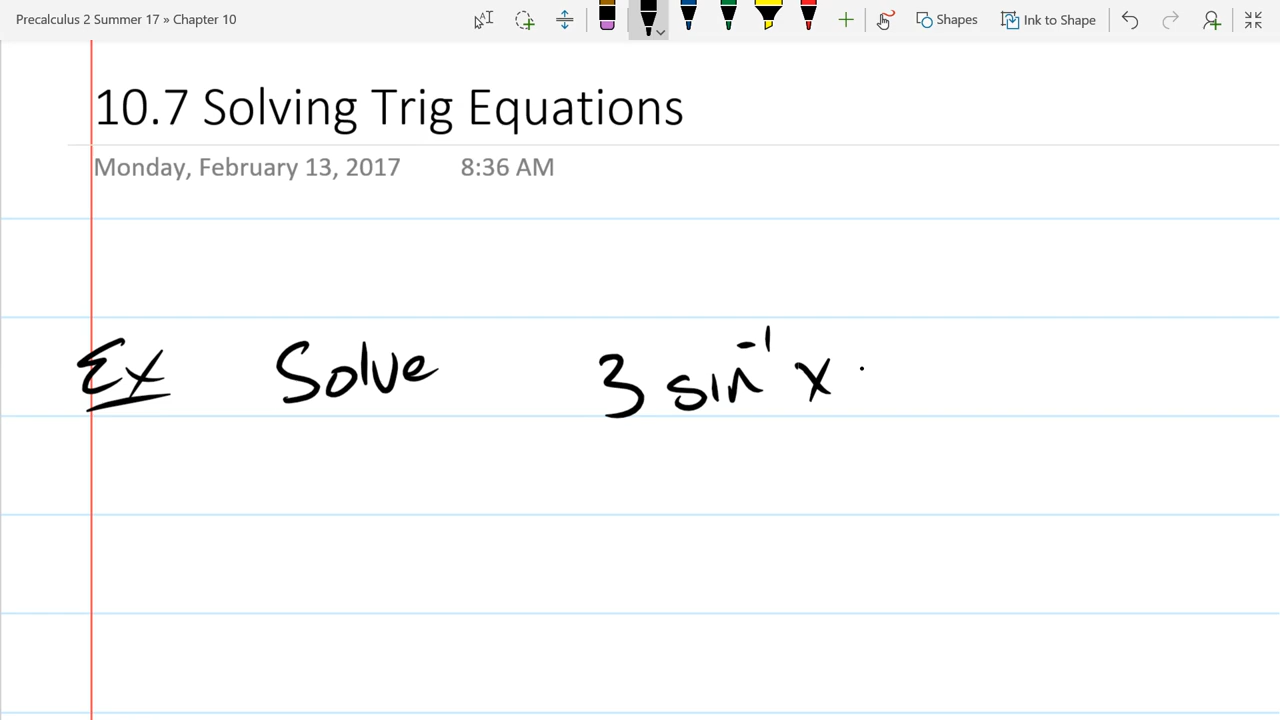 Precalculus 2 Summer 17 » Chapter 10
Shapes
Ink to Shape
10.7 Solving Trig Equations
Monday, February 13, 2017 8:36 AM
Ex Solve 3 sin⁻¹ x